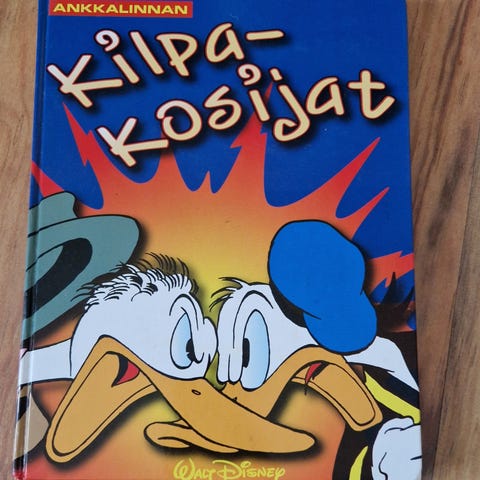 ANKKALINNAN
Kilpa-
kosijat
WALT DISNEY